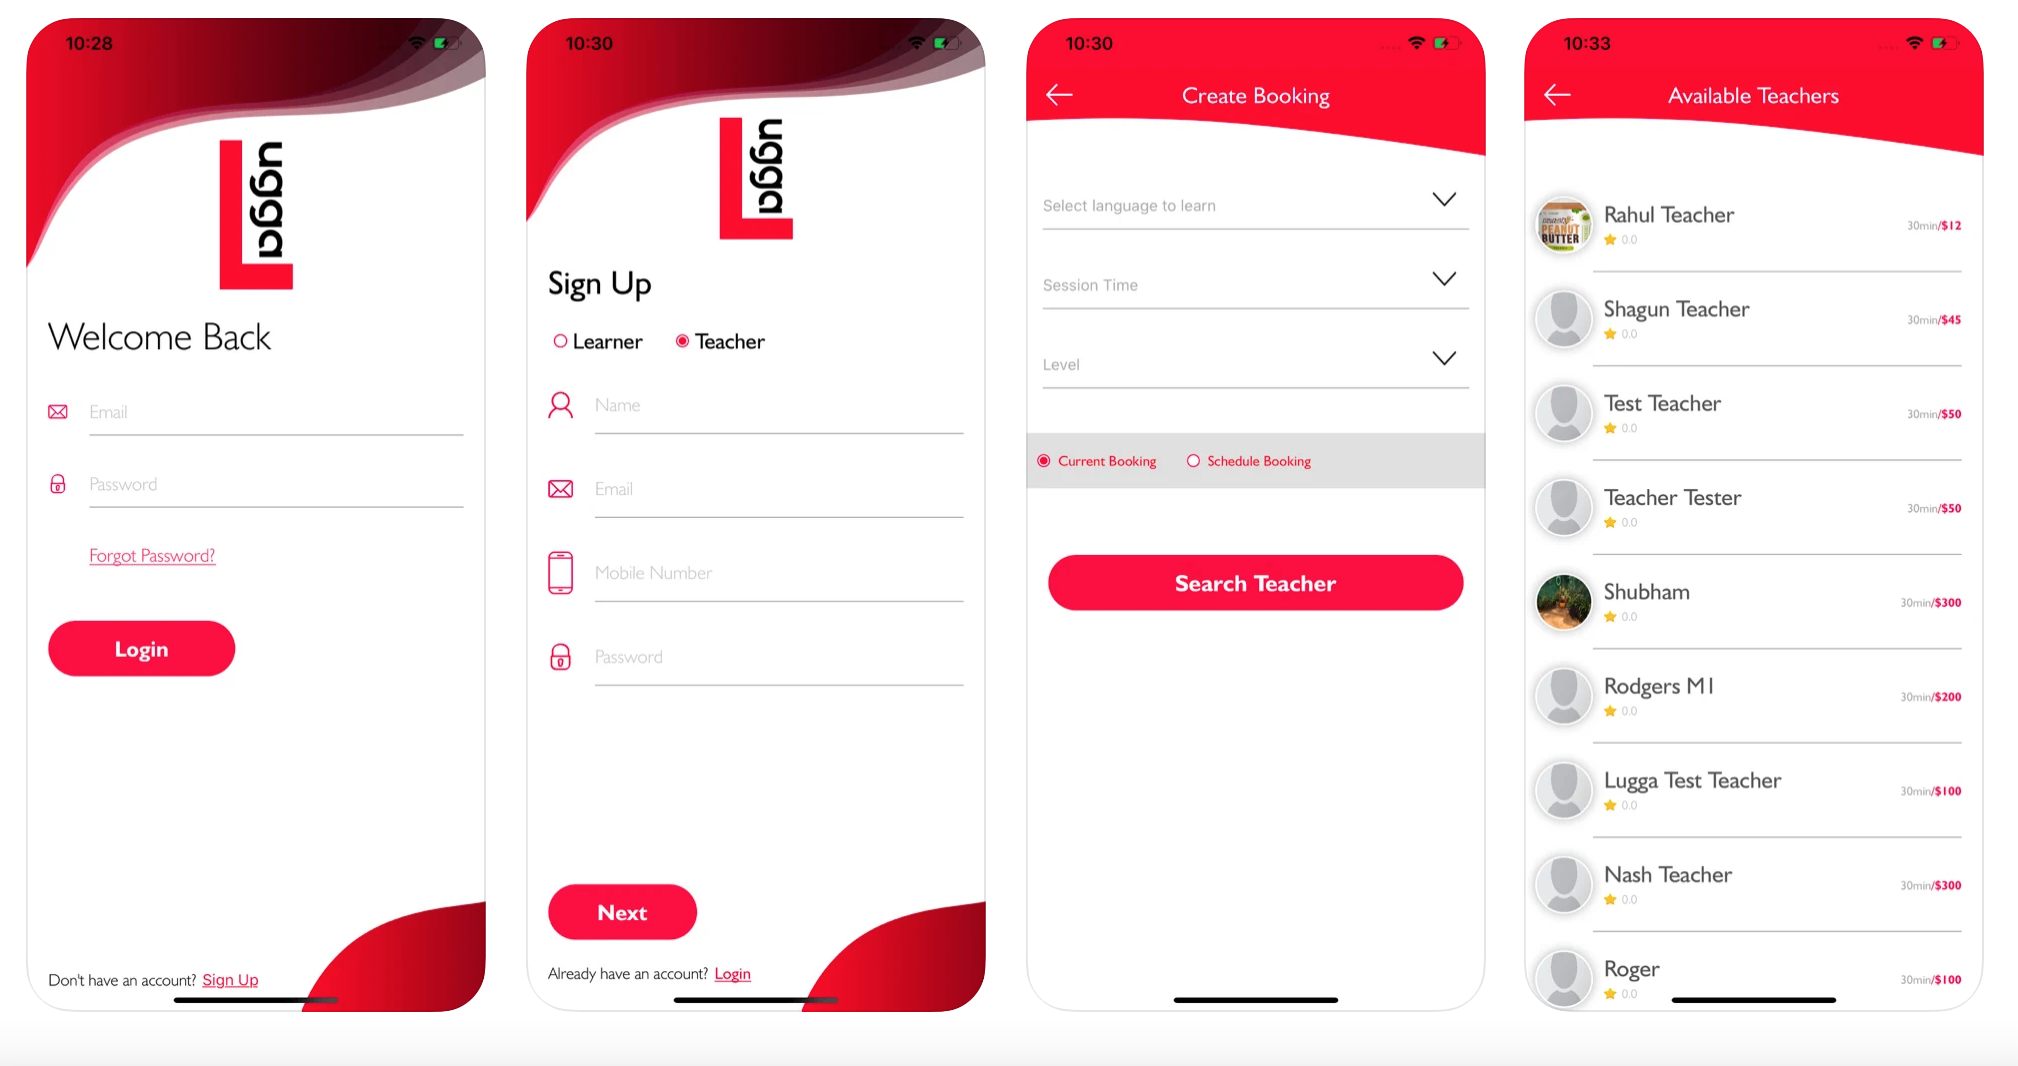 10:28
Lugga
Welcome Back
Email
Password
Forgot Password?
Login
Don't have an account? Sign Up
10:30
Lugga
Sign Up
Learner Teacher
Name
Email
Mobile Number
Password
Next
Already have an account? Login
10:30
Create Booking
Select language to learn
Session Time
Level
Current Booking Schedule Booking
Search Teacher
10:33
Available Teachers
PEANUT
BUTTER
Rahul Teacher
0.0
30min/$12
Shagun Teacher
0.0
30min/$45
Test Teacher
0.0
30min/$50
Teacher Tester
0.0
30min/$50
Shubham
0.0
30min/$300
Rodgers M1
0.0
30min/$200
Lugga Test Teacher
0.0
30min/$100
Nash Teacher
0.0
30min/$300
Roger
0.0
30min/$100